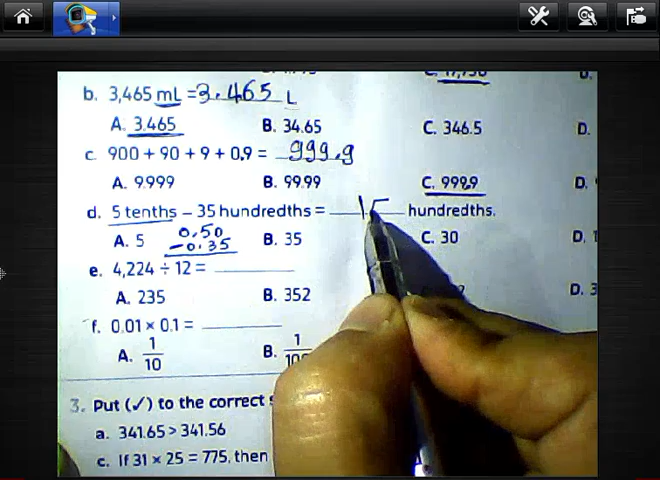 b. 3,465 mL = 3.465 L
A. 3.465 B. 34.65 C. 346.5 D.
c. 900 + 90 + 9 + 0.9 = 999.9
A. 9.999 B. 99.99 C. 999.9 D.
d. 5 tenths – 35 hundredths = 15 hundredths.
0.50
A. 5 – 0.35 B. 35 C. 30 D. 1
e. 4,224 ÷ 12 =
A. 235 B. 352 D. 3
f. 0.01 × 0.1 =
A. 1/10 B.
3. Put (✓) to the correct
a. 341.65 > 341.56
c. If 31 × 25 = 775, then